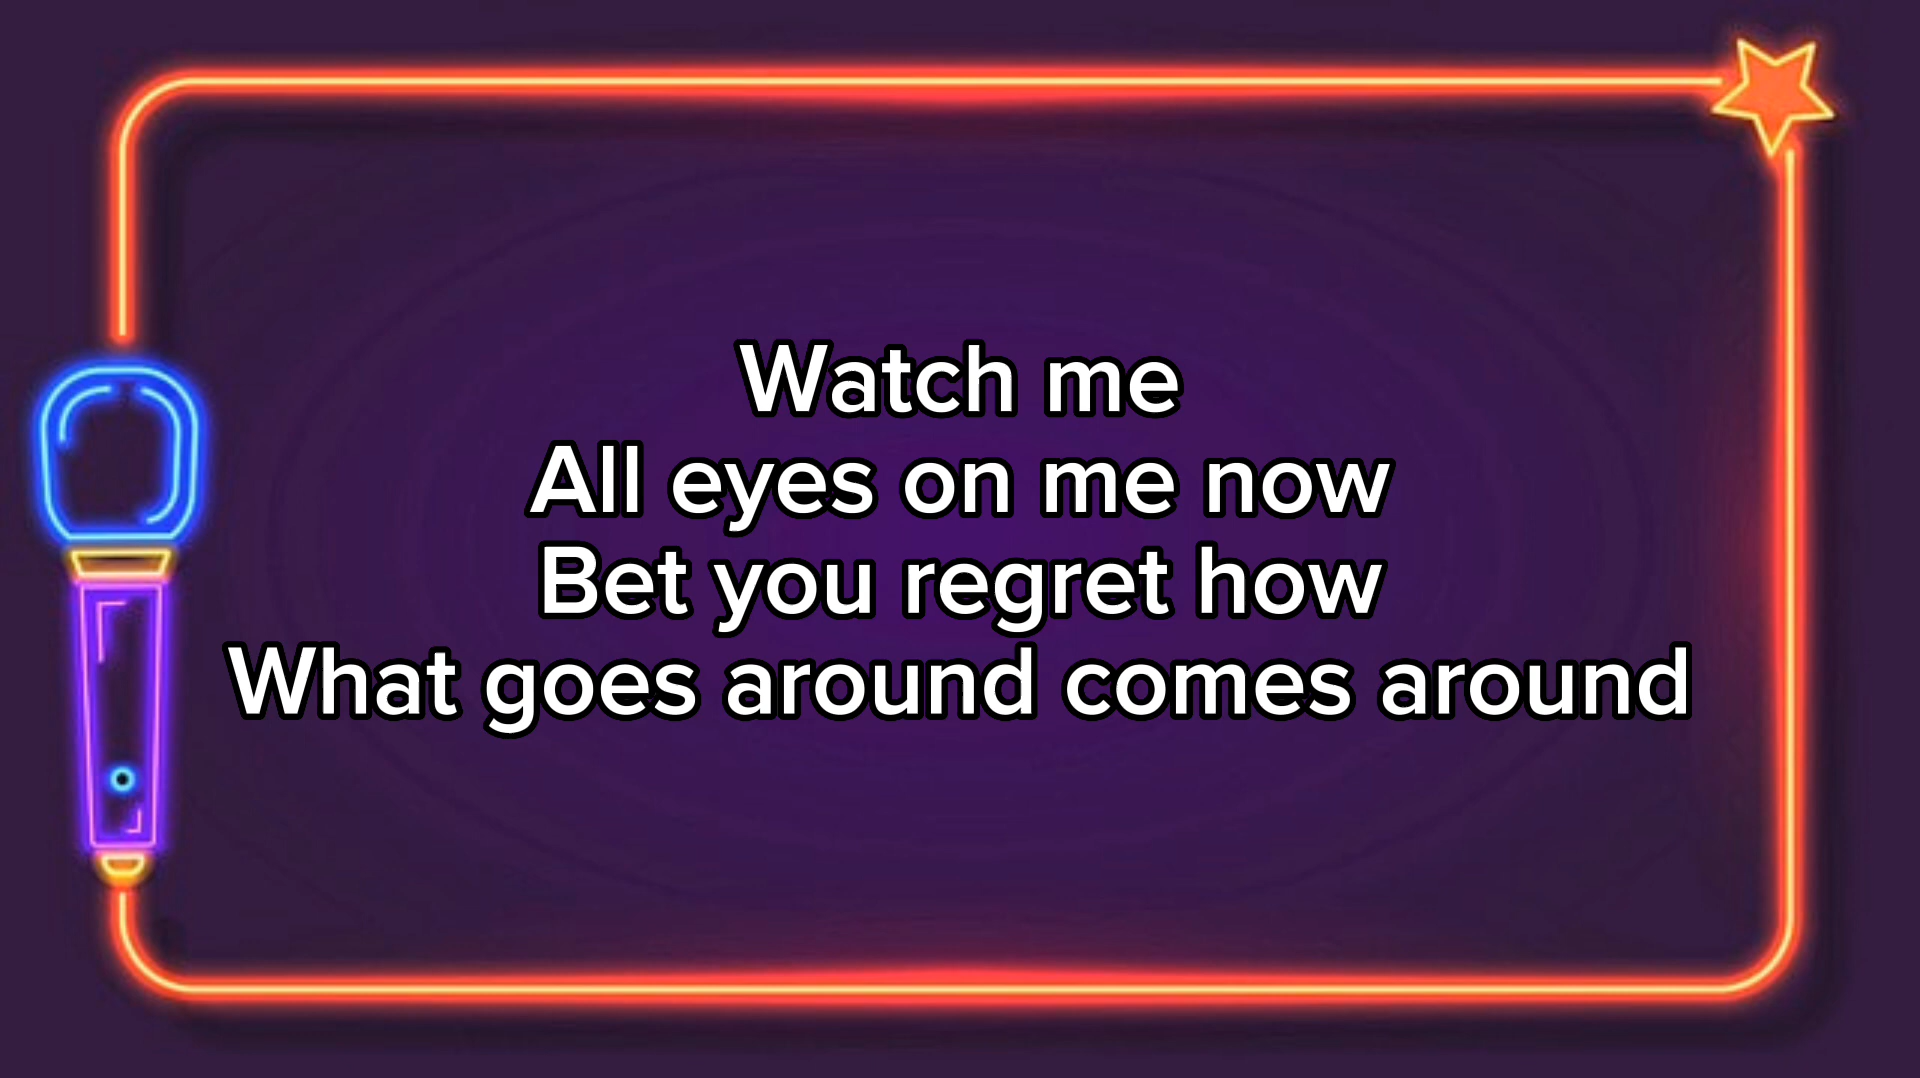 Watch me
All eyes on me now
Bet you regret how
What goes around comes around